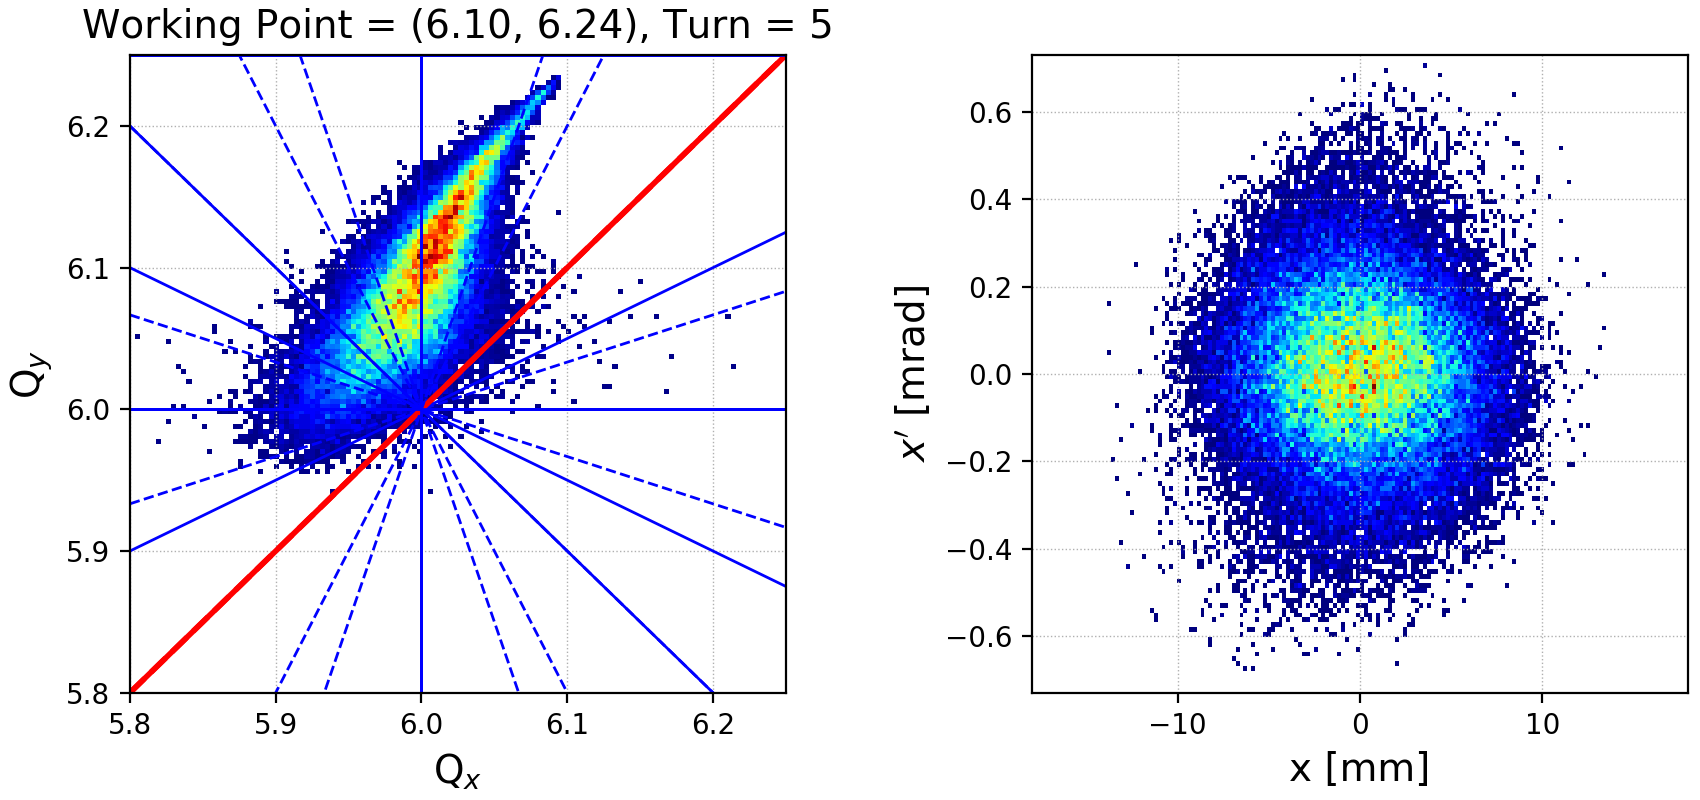 Working Point = (6.10, 6.24), Turn = 5
6.2
6.1
6.0
5.9
5.8
Q_y
5.8 5.9 6.0 6.1 6.2
Q_x
0.6
0.4
0.2
0.0
−0.2
−0.4
−0.6
x′ [mrad]
−10 0 10
x [mm]